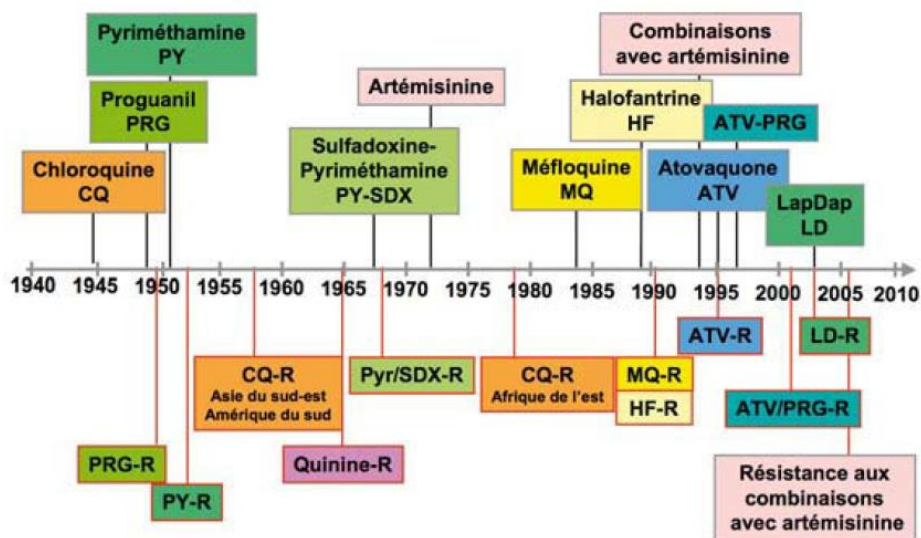 Pyriméthamine
PY
Combinaisons
avec artémisinine
Artémisinine
Proguanil
PRG
Halofantrine
HF
ATV-PRG
Sulfadoxine-
Pyriméthamine
PY-SDX
Chloroquine
CQ
Méfloquine
MQ
Atovaquone
ATV
LapDap
LD
1940 1945 1950 1955 1960 1965 1970 1975 1980 1985 1990 1995 2000 2005 2010
ATV-R
LD-R
CQ-R
Asie du sud-est
Amérique du sud
Pyr/SDX-R
CQ-R
Afrique de l'est
MQ-R
HF-R
ATV/PRG-R
PRG-R
Quinine-R
PY-R
Résistance aux
combinaisons
avec artémisinine